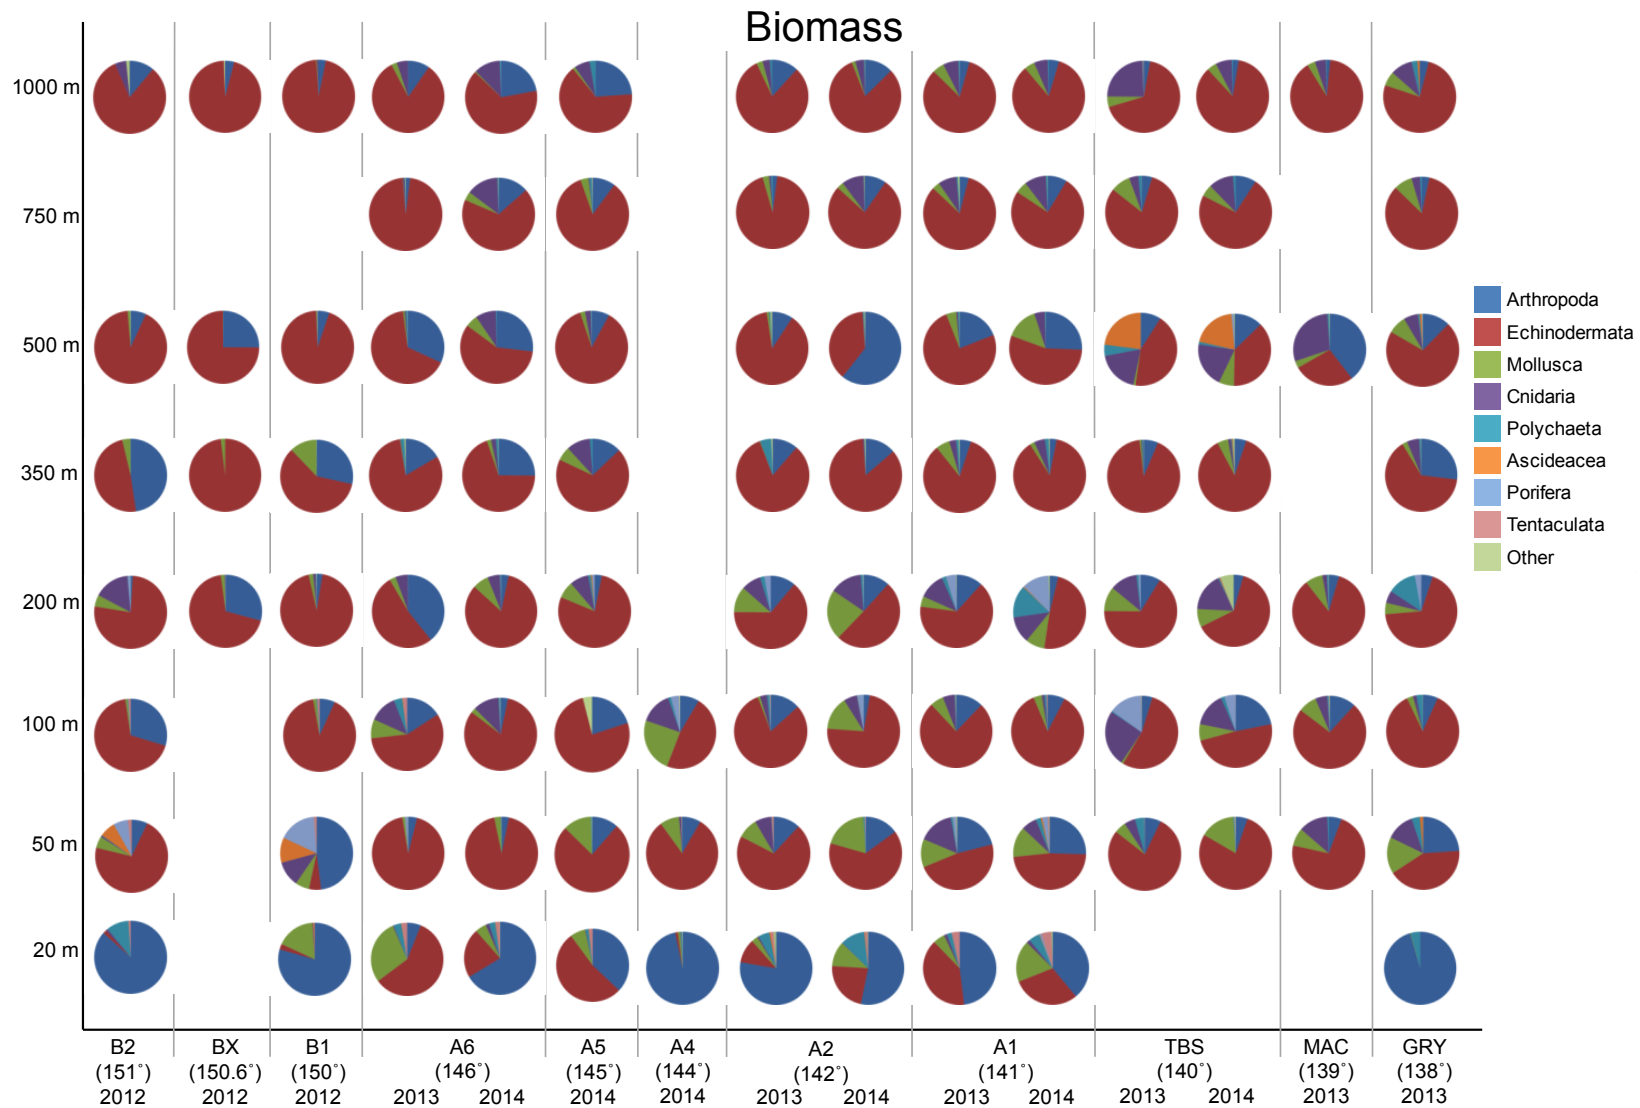 Biomass
1000 m
750 m
500 m
350 m
200 m
100 m
50 m
20 m
Arthropoda
Echinodermata
Mollusca
Cnidaria
Polychaeta
Ascideacea
Porifera
Tentaculata
Other
B2 BX B1 A6 A5 A4 A2 A1 TBS MAC GRY
(151˚) (150.6˚) (150˚) (146˚) (145˚) (144˚) (142˚) (141˚) (140˚) (139˚) (138˚)
2012 2012 2012 2013 2014 2014 2014 2013 2014 2013 2014 2013 2014 2013 2013